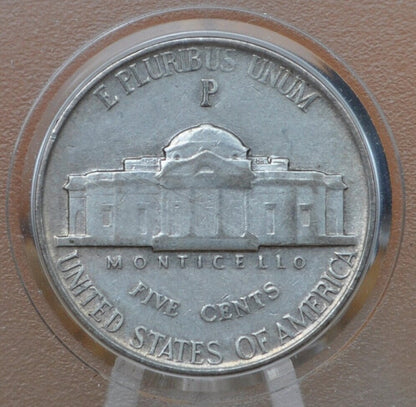 E PLURIBUS UNUM
P
MONTICELLO
FIVE CENTS
UNITED STATES OF AMERICA